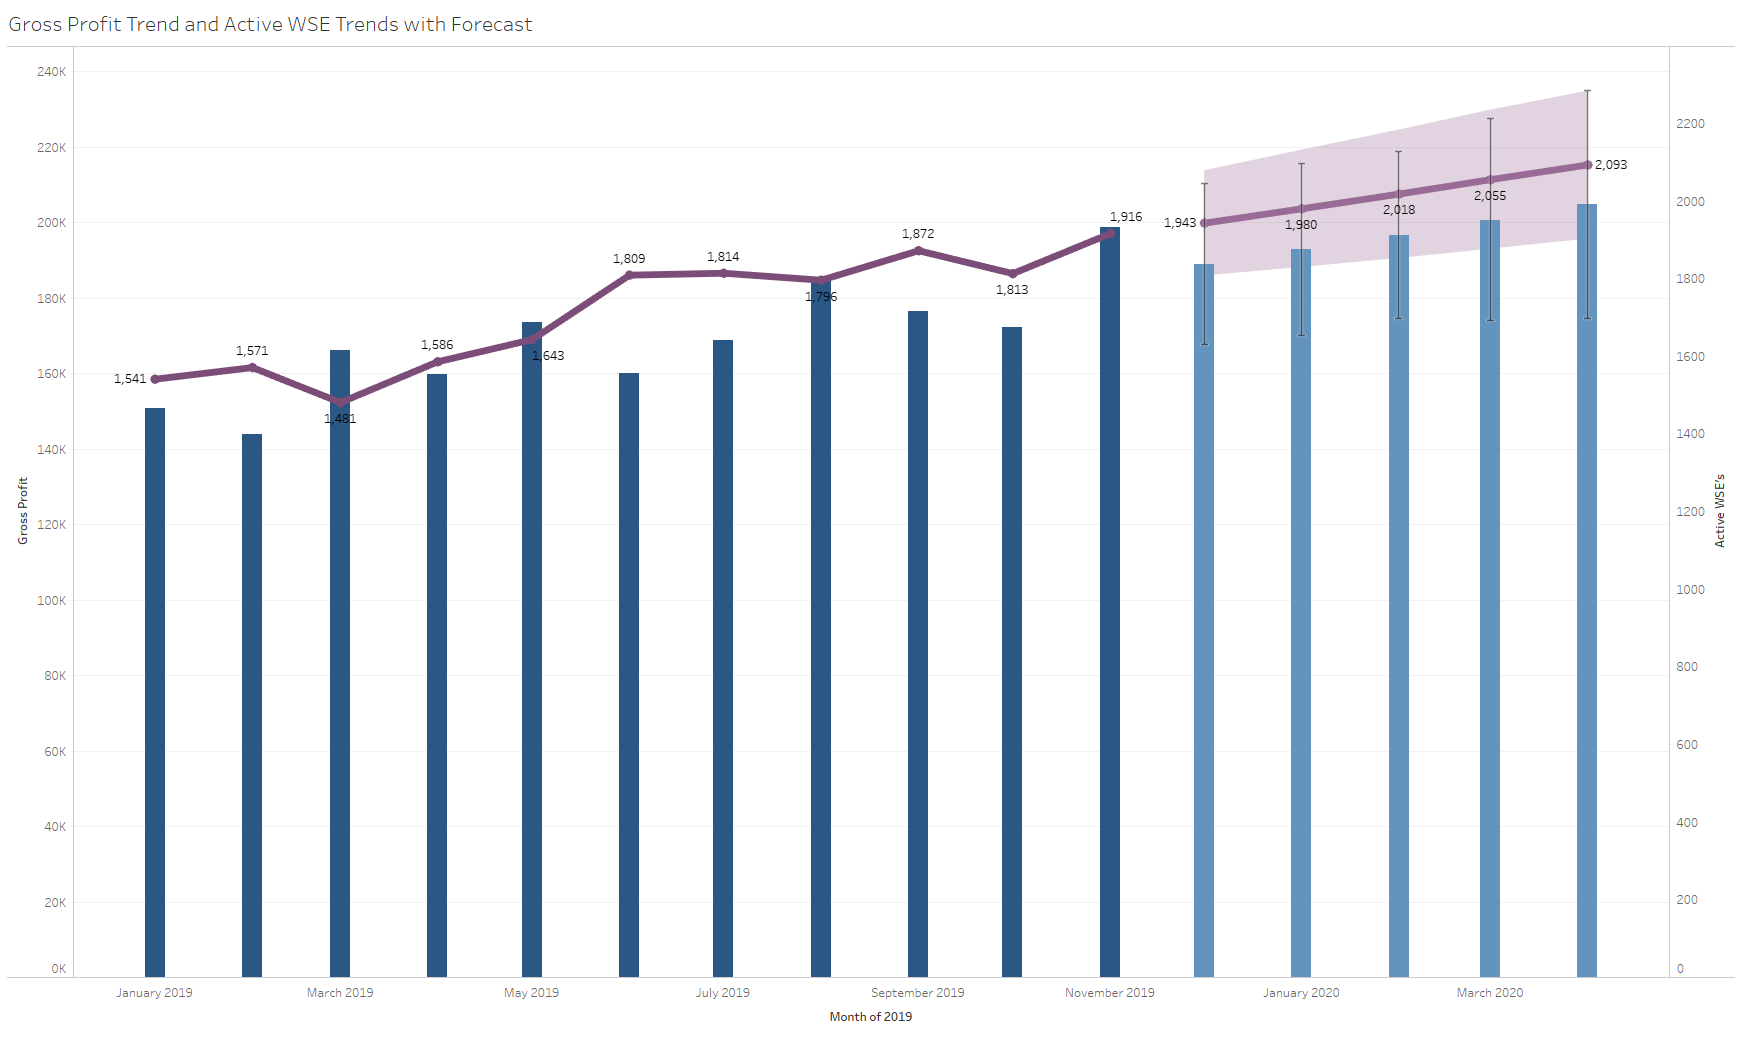 Gross Profit Trend and Active WSE Trends with Forecast
240K
220K
200K
180K
160K
140K
120K
100K
80K
60K
40K
20K
0K
Gross Profit
1,541
1,571
1,481
1,586
1,643
1,809
1,814
1,796
1,872
1,813
1,916
1,943
1,980
2,018
2,055
2,093
2200
2000
1800
1600
1400
1200
1000
800
600
400
200
0
Active WSE's
January 2019
March 2019
May 2019
July 2019
September 2019
November 2019
January 2020
March 2020
Month of 2019